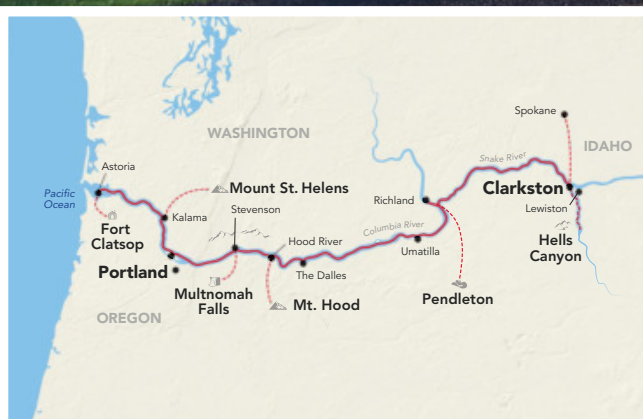 Spokane
WASHINGTON
IDAHO
Snake River
Astoria
Pacific
Ocean
Mount St. Helens
Clarkston
Richland
Lewiston
Stevenson
Kalama
Fort
Clatsop
Columbia River
Hood River
Umatilla
Hells
Canyon
Portland
The Dalles
Multnomah
Falls
Mt. Hood
Pendleton
OREGON